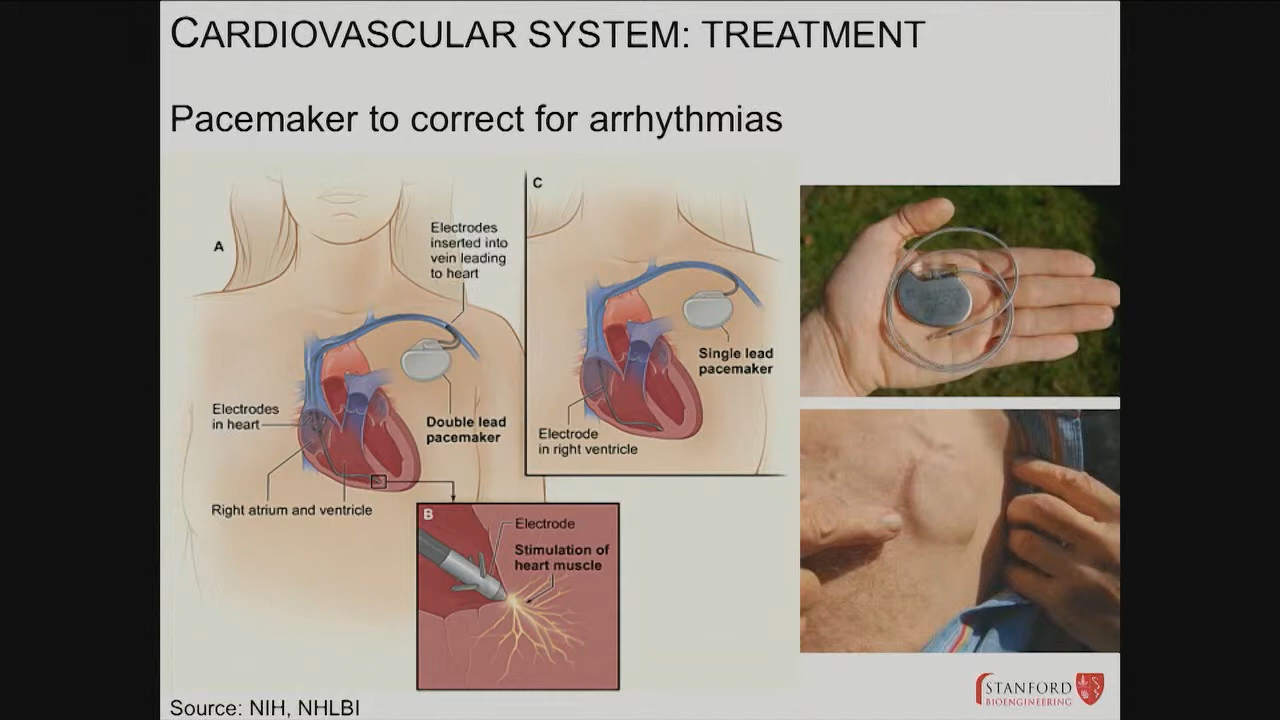 CARDIOVASCULAR SYSTEM: TREATMENT
Pacemaker to correct for arrhythmias
A
Electrodes
inserted into
vein leading
to heart
Double lead
pacemaker
Electrodes
in heart
Right atrium and ventricle
C
Single lead
pacemaker
Electrode
in right ventricle
B
Electrode
Stimulation of
heart muscle
Source: NIH, NHLBI
STANFORD
BIOENGINEERING